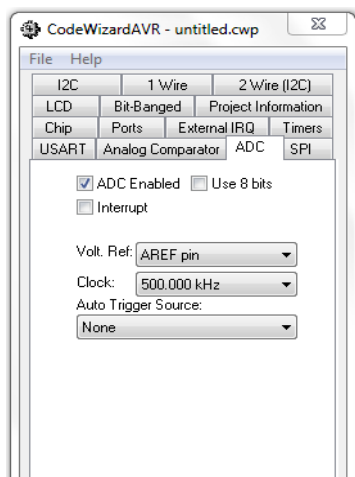 CodeWizardAVR - untitled.cwp
File Help
I2C 1 Wire 2 Wire (I2C)
LCD Bit-Banged Project Information
Chip Ports External IRQ Timers
USART Analog Comparator ADC SPI
ADC Enabled Use 8 bits
Interrupt
Volt. Ref: AREF pin
Clock: 500.000 kHz
Auto Trigger Source:
None